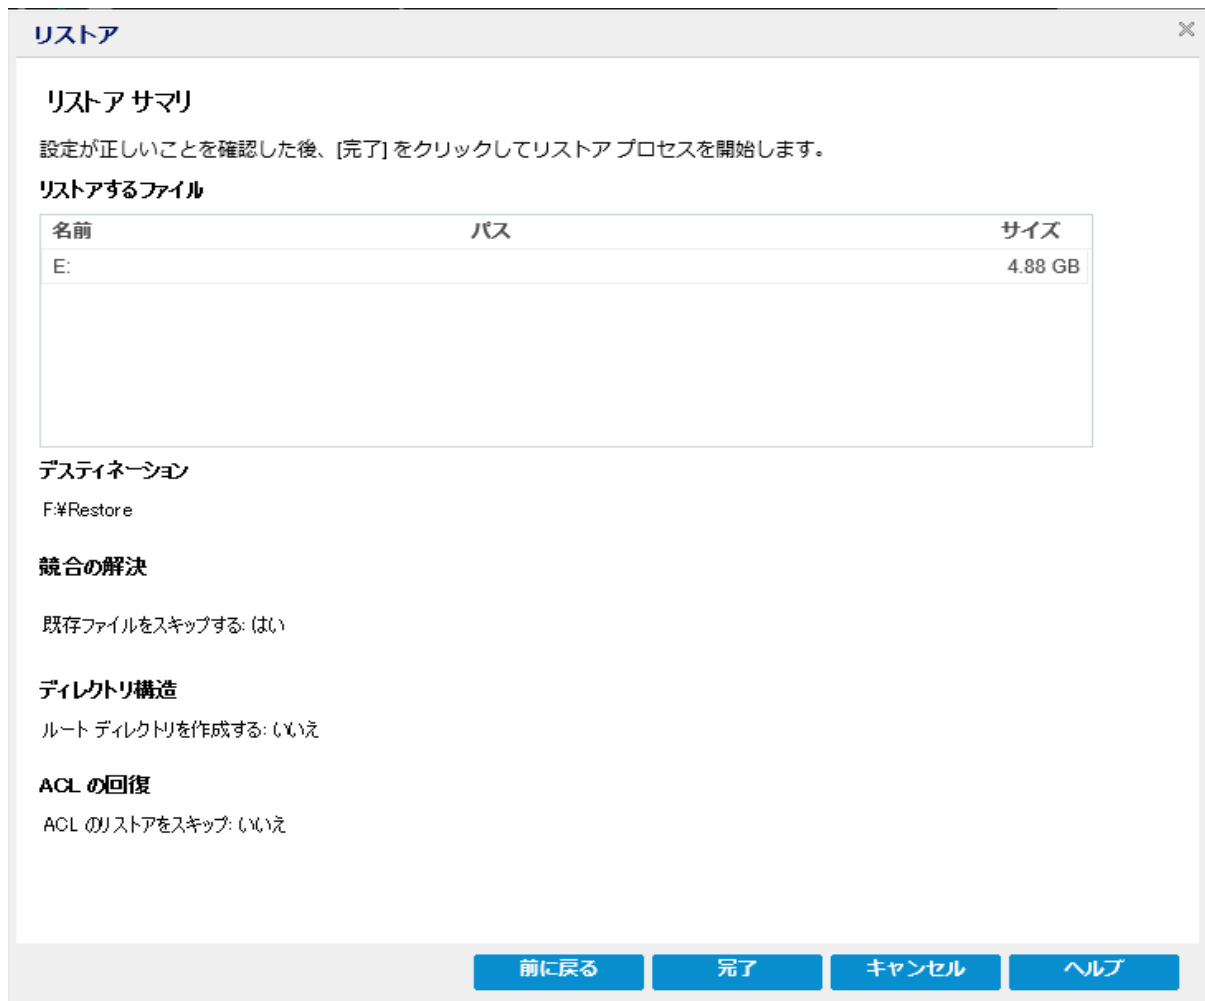 リストア
リストア サマリ
設定が正しいことを確認した後、[完了] をクリックしてリストア プロセスを開始します。
リストアするファイル
名前 パス サイズ
E: 4.88 GB
デスティネーション
F:¥Restore
競合の解決
既存ファイルをスキップする: はい
ディレクトリ構造
ルート ディレクトリを作成する: いいえ
ACL の回復
ACL のリストアをスキップ: いいえ
前に戻る 完了 キャンセル ヘルプ